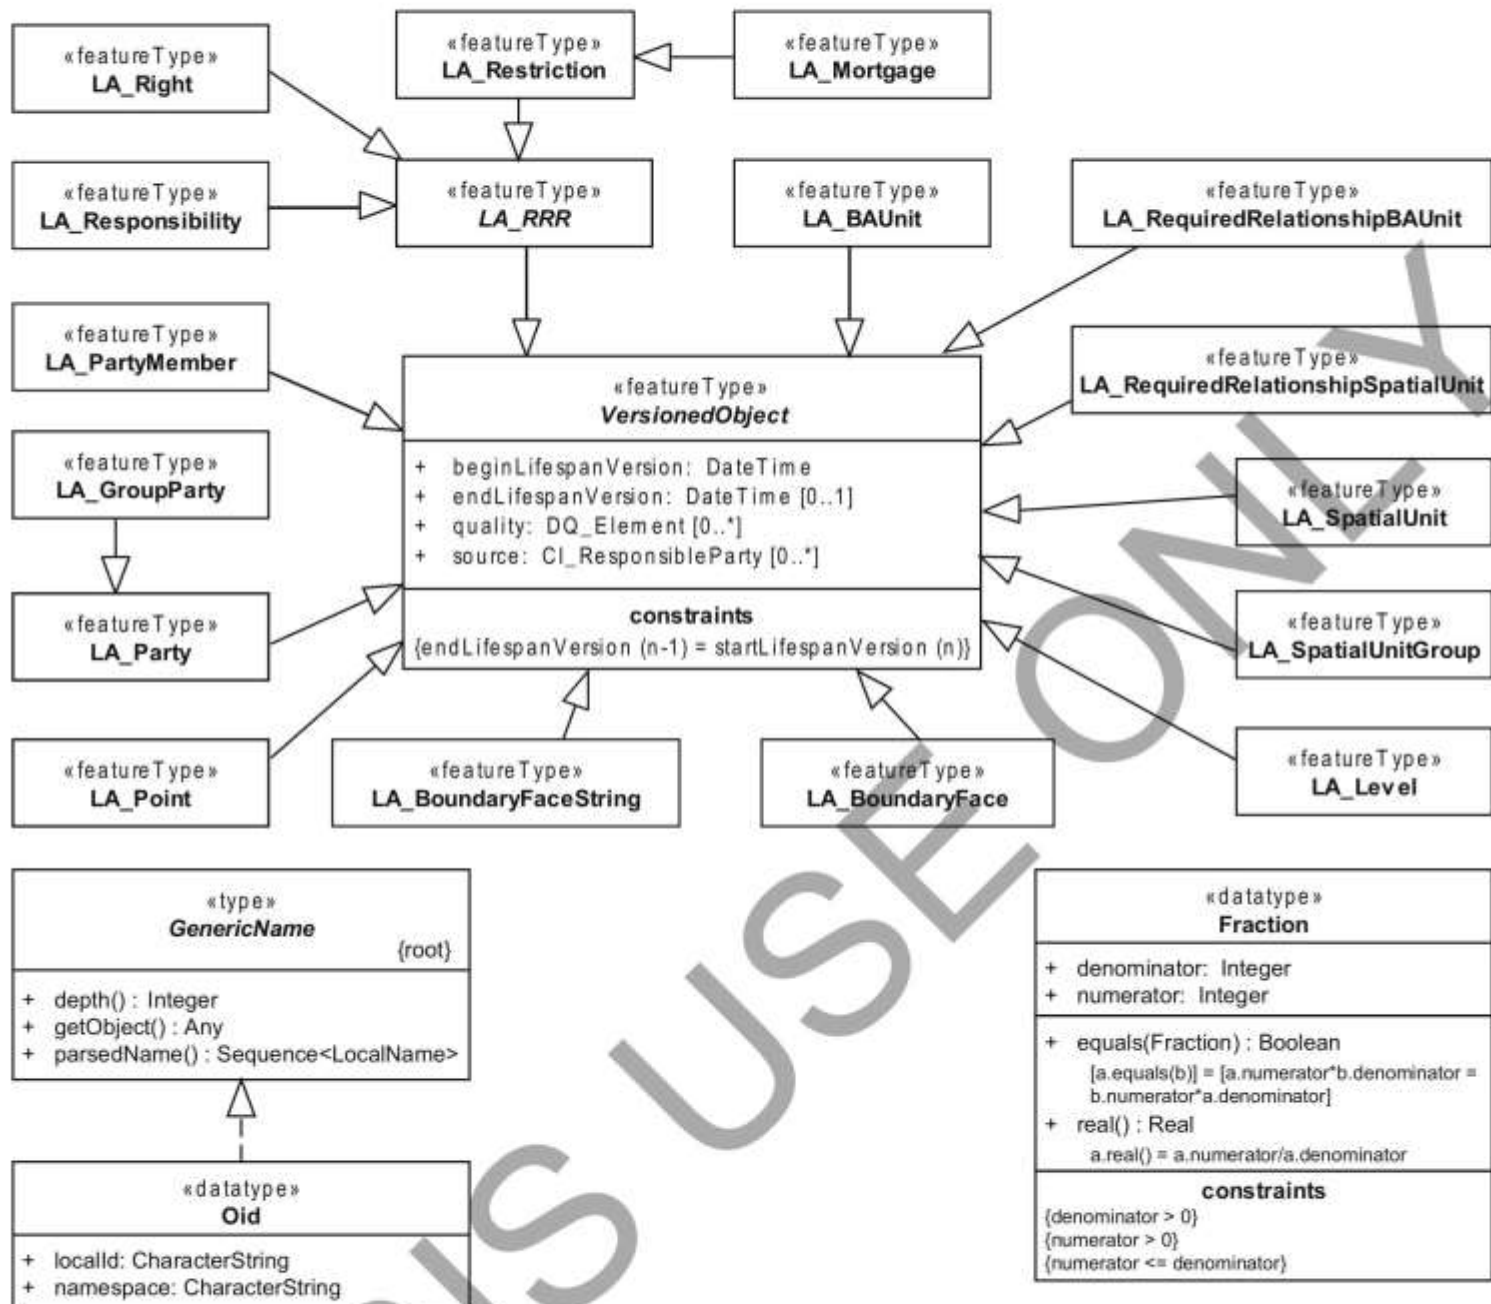 «featureType»
LA_Right
«featureType»
LA_Restriction
«featureType»
LA_Mortgage
«featureType»
LA_Responsibility
«featureType»
LA_RRR
«featureType»
LA_BAUnit
«featureType»
LA_RequiredRelationshipBAUnit
«featureType»
LA_PartyMember
«featureType»
VersionedObject
+ beginLifespanVersion: DateTime
+ endLifespanVersion: DateTime [0..1]
+ quality: DQ_Element [0..*]
+ source: CI_ResponsibleParty [0..*]
constraints
{endLifespanVersion (n-1) = startLifespanVersion (n)}
«featureType»
LA_RequiredRelationshipSpatialUnit
«featureType»
LA_GroupParty
«featureType»
LA_SpatialUnit
«featureType»
LA_Party
«featureType»
LA_SpatialUnitGroup
«featureType»
LA_Point
«featureType»
LA_BoundaryFaceString
«featureType»
LA_BoundaryFace
«featureType»
LA_Level
«type»
GenericName
{root}
+ depth() : Integer
+ getObject() : Any
+ parsedName() : Sequence<LocalName>
«datatype»
Oid
+ localId: CharacterString
+ namespace: CharacterString
«datatype»
Fraction
+ denominator: Integer
+ numerator: Integer
+ equals(Fraction) : Boolean
[a.equals(b)] = [a.numerator*b.denominator =
b.numerator*a.denominator]
+ real() : Real
a.real() = a.numerator/a.denominator
constraints
{denominator > 0}
{numerator > 0}
{numerator <= denominator}
IS USE ONLY